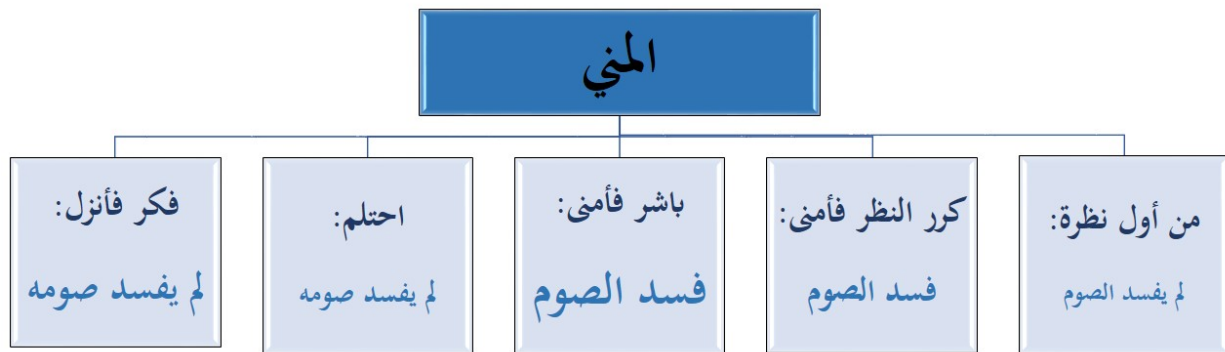 المني
من أول نظرة:
لم يفسد الصوم
كرر النظر فأمنى:
فسد الصوم
باشر فأمنى:
فسد الصوم
احتلم:
لم يفسد صومه
فكر فأنزل:
لم يفسد صومه